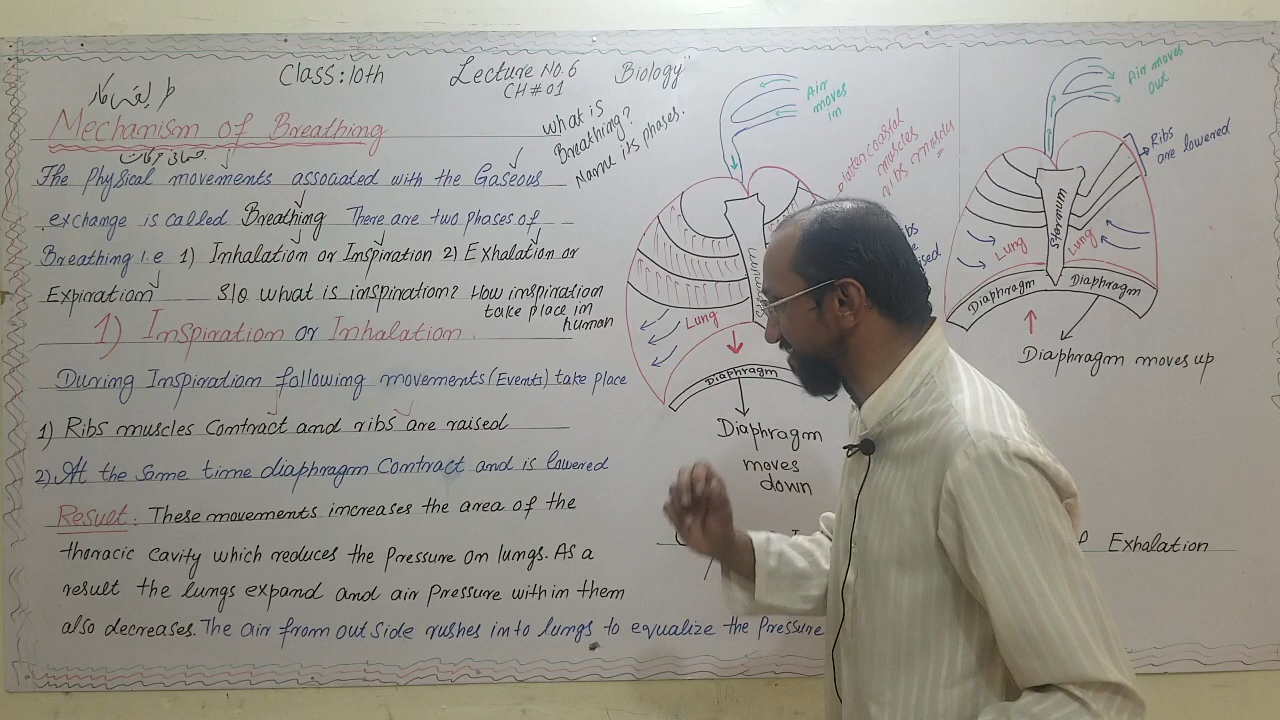 Class: 10th
Lecture No. 6
CH # 01
Biology"
طریقہ کار
Mechanism of Breathing
What is
Breathing?
Name its phases.
جسمانی حرکات
The Physical movements associated with the Gaseous
exchange is called Breathing There are two phases of
Breathing i.e 1) Inhalation or Inspiration 2) Exhalation or
Expiration
S/Q what is inspiration? How inspiration
take place in
human
1) Inspiration or Inhalation
During Inspiration following movements (Events) take place
1) Ribs muscles Contract and ribs are raised
2) At the Same time diaphragm Contract and is lowered
Result: These movements increases the area of the
thoracic cavity which reduces the Pressure on lungs. As a
result the lungs expand and air Pressure within them
also decreases. The air from outside rushes into lungs to equalize the Pressure
Air
moves
in
Intercoastal
muscles
ribs muscles
Lung
Diaphragm
Diaphragm
moves
down
Air moves
out
Ribs
are lowered
Lung
Lung
Diaphragm
Diaphragm
Diaphragm moves up
Exhalation